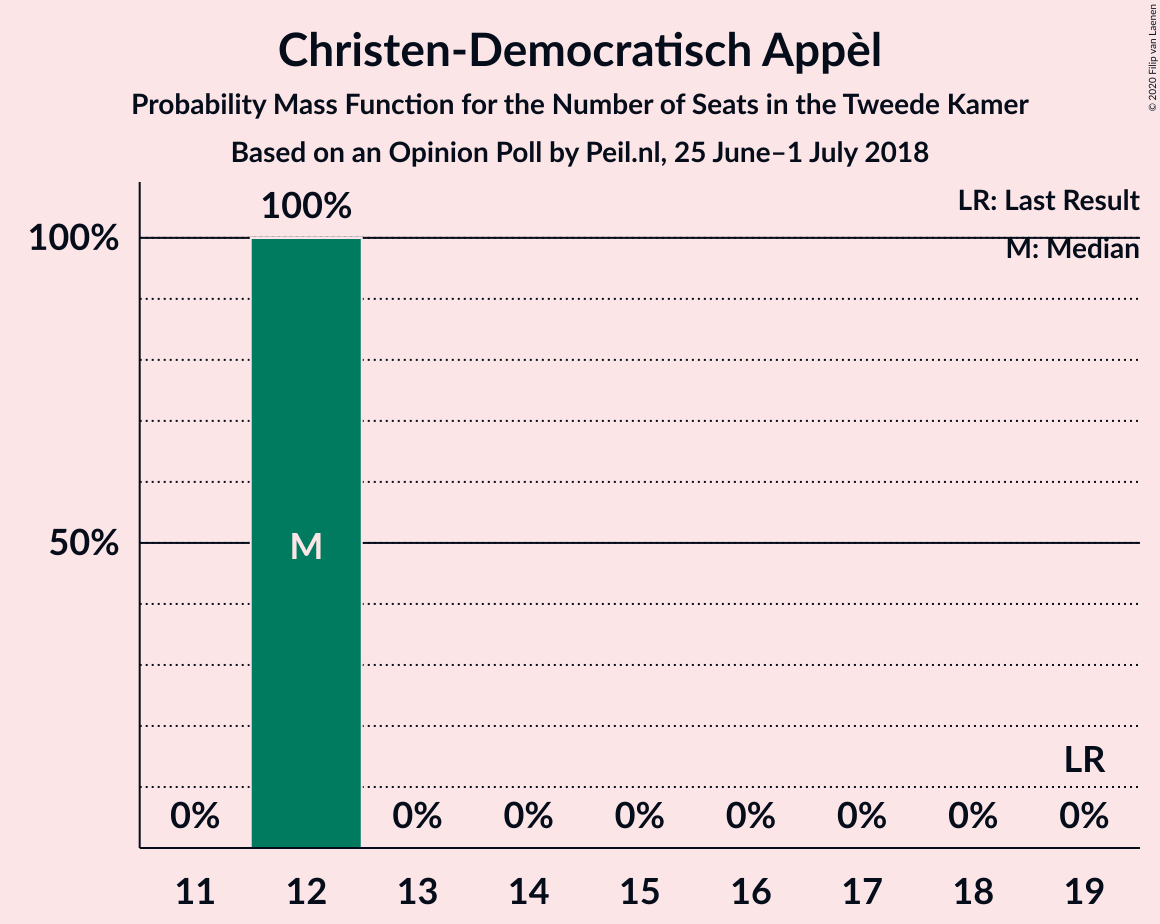 Christen-Democratisch Appèl
Probability Mass Function for the Number of Seats in the Tweede Kamer
Based on an Opinion Poll by Peil.nl, 25 June–1 July 2018
© 2020 Filip van Laenen
LR: Last Result
M: Median
100%
100%
50%
M
LR
0% 0% 0% 0% 0% 0% 0% 0%
11 12 13 14 15 16 17 18 19